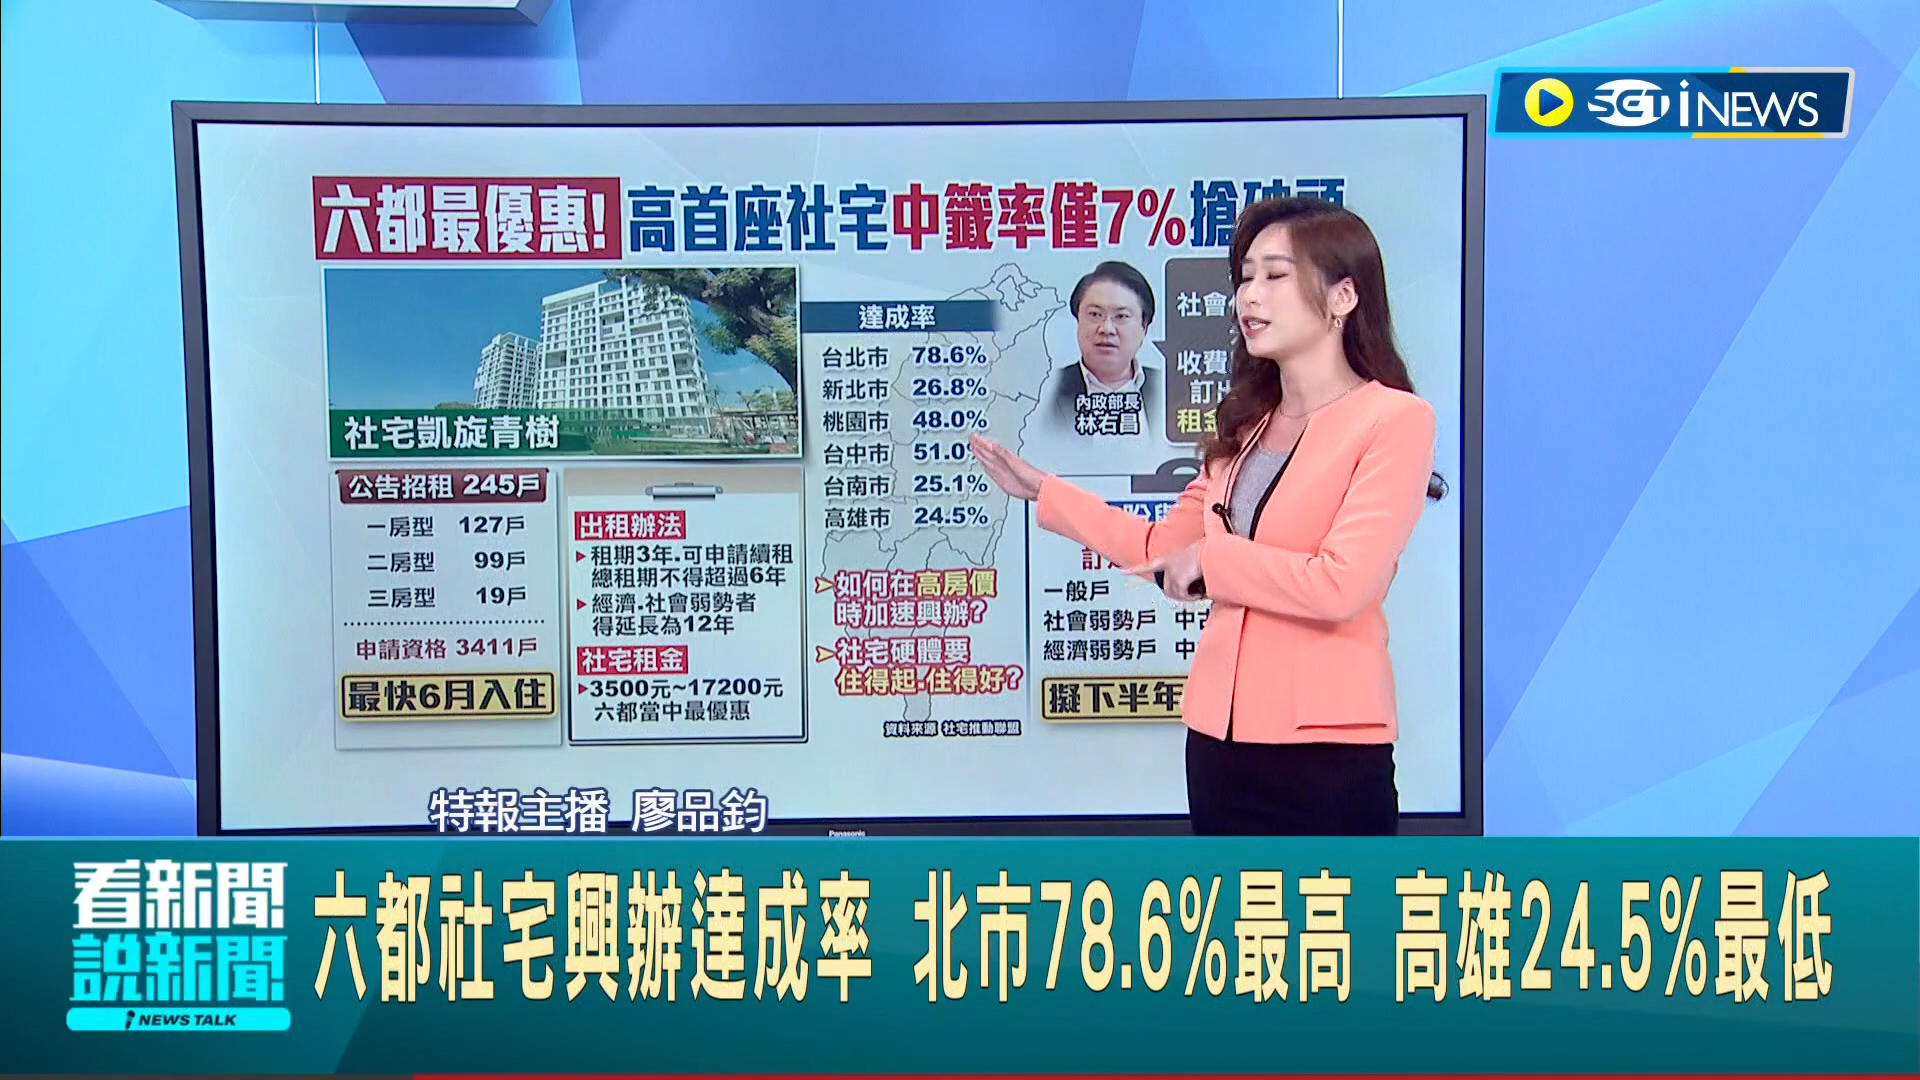 SETiNEWS
六都最優惠! 高首座社宅中籤率僅7%搶破頭
社宅凱旋青樹
公告招租 245戶
一房型 127戶
二房型 99戶
三房型 19戶
申請資格 3411戶
最快6月入住
出租辦法
租期3年.可申請續租
總租期不得超過6年
經濟.社會弱勢者
得延長為12年
社宅租金
3500元~17200元
六都當中最優惠
達成率
台北市 78.6%
新北市 26.8%
桃園市 48.0%
台中市 51.0%
台南市 25.1%
高雄市 24.5%
如何在高房價
時加速興辦?
社宅硬體要
住得起.住得好?
資料來源 社宅推動聯盟
內政部長
林右昌
社會
收費
訂
租金
一般戶
社會弱勢戶 中
經濟弱勢戶 中
擬下半年
Panasonic
特報主播 廖品鈞
看新聞
說新聞
iNEWS TALK
六都社宅興辦達成率 北市78.6%最高 高雄24.5%最低